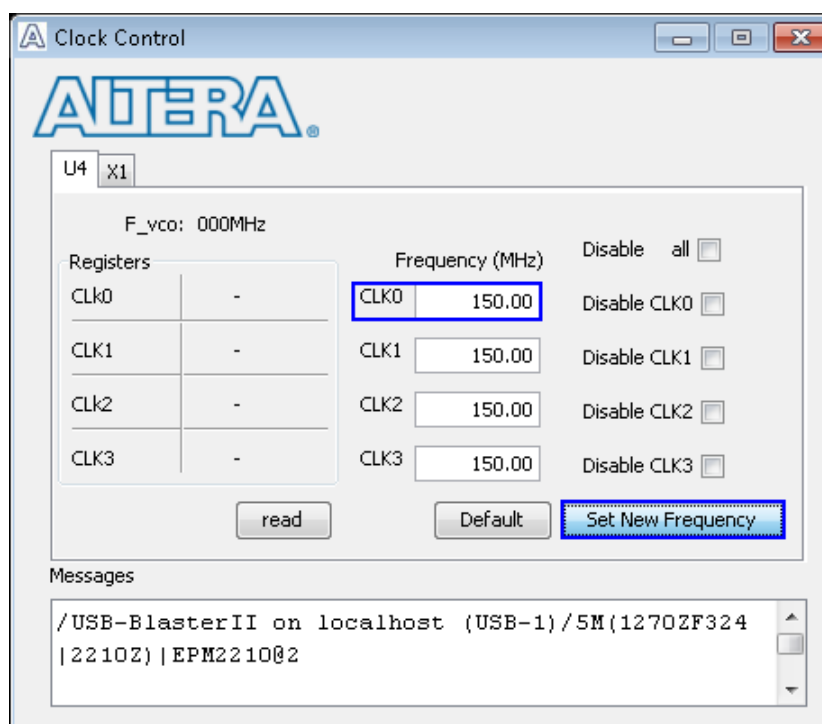 Clock Control
ALTERA®
U4 X1
F_vco: 000MHz
Registers
CLk0 -
CLK1 -
CLk2 -
CLK3 -
read
Frequency (MHz)
CLK0 150.00
CLK1 150.00
CLK2 150.00
CLK3 150.00
Disable all
Disable CLK0
Disable CLK1
Disable CLK2
Disable CLK3
Default
Set New Frequency
Messages
/USB-BlasterII on localhost (USB-1)/5M(1270ZF324
|2210Z)|EPM2210@2